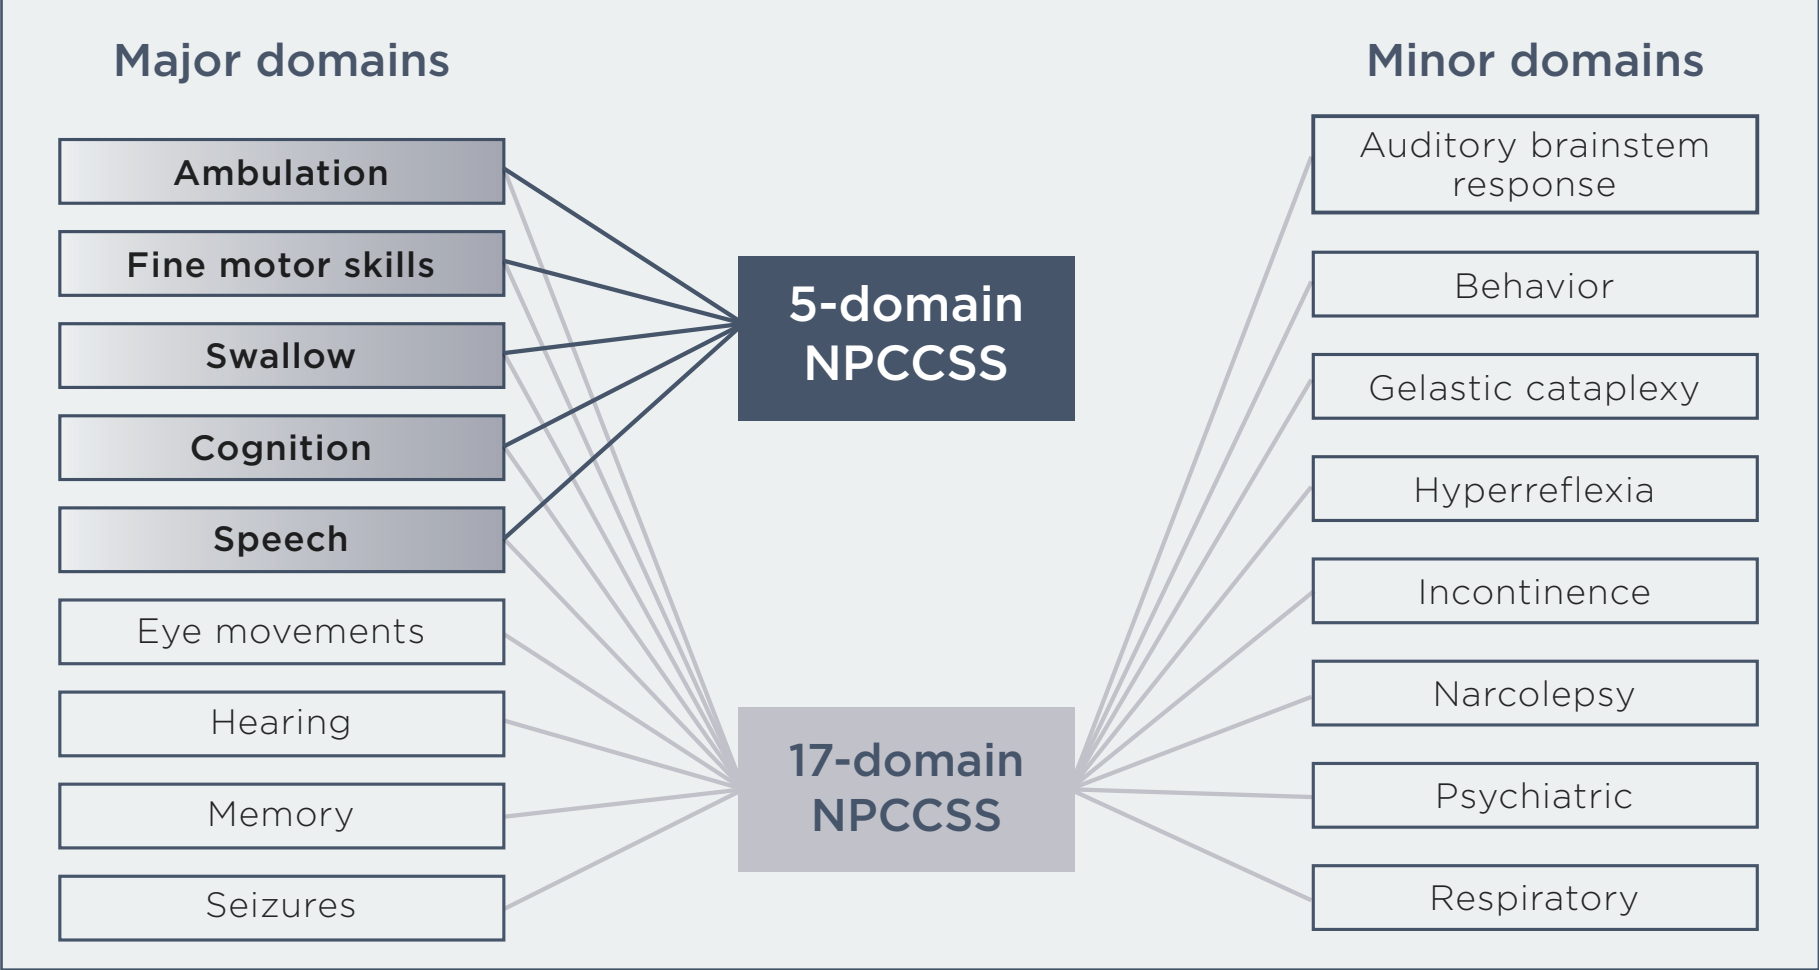 Major domains
Ambulation
Fine motor skills
Swallow
Cognition
Speech
Eye movements
Hearing
Memory
Seizures
5-domain
NPCCSS
17-domain
NPCCSS
Minor domains
Auditory brainstem
response
Behavior
Gelastic cataplexy
Hyperreflexia
Incontinence
Narcolepsy
Psychiatric
Respiratory